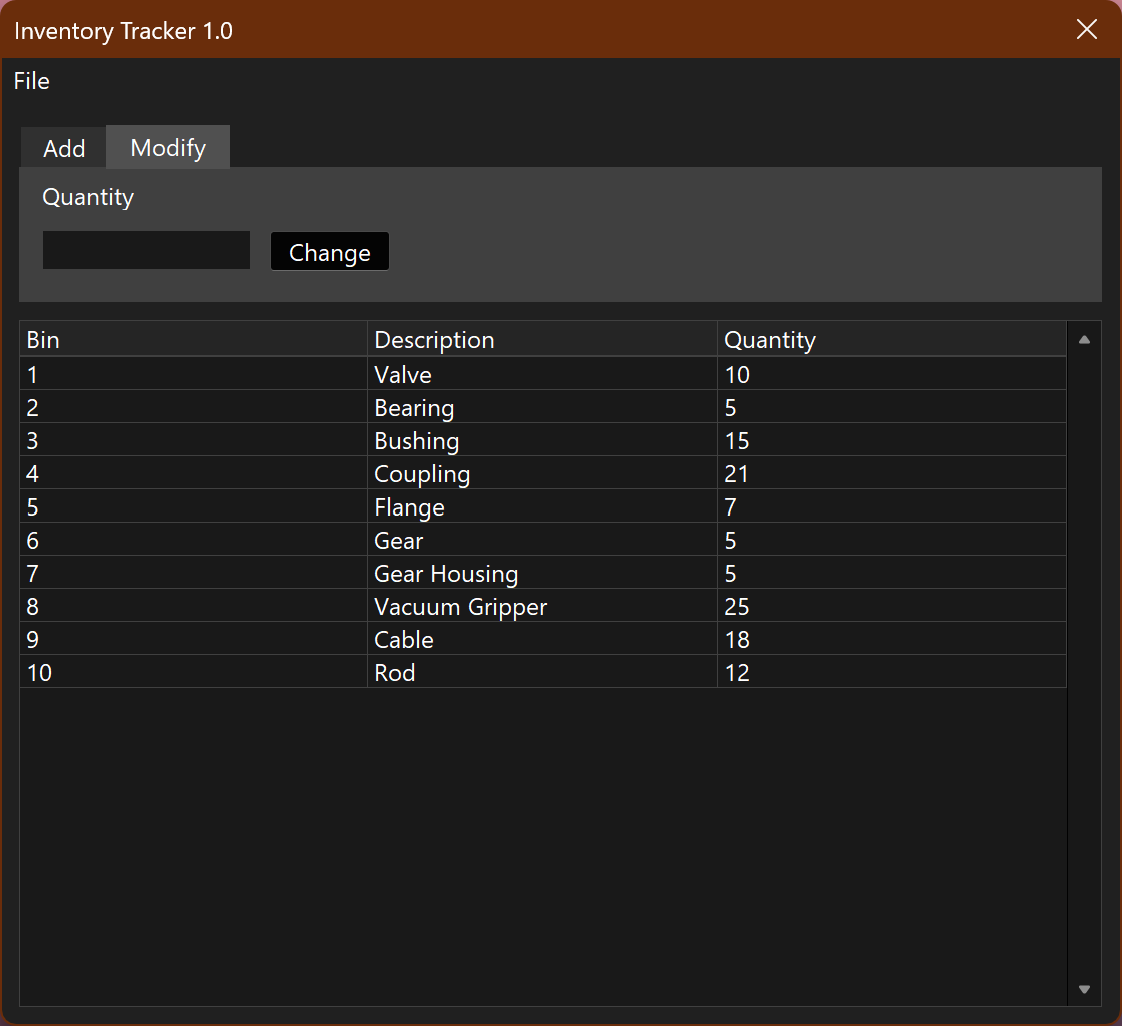 Inventory Tracker 1.0
File
Add Modify
Quantity
Change
Bin Description Quantity
1 Valve 10
2 Bearing 5
3 Bushing 15
4 Coupling 21
5 Flange 7
6 Gear 5
7 Gear Housing 5
8 Vacuum Gripper 25
9 Cable 18
10 Rod 12